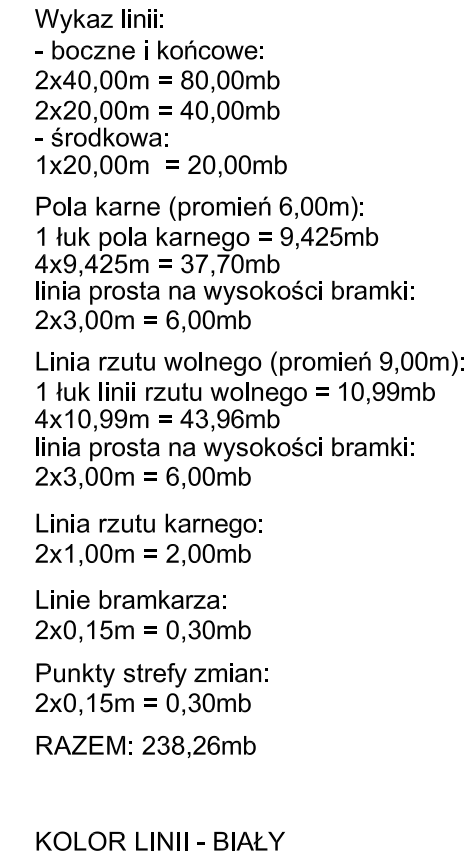 Wykaz linii:
- boczne i końcowe:
2x40,00m = 80,00mb
2x20,00m = 40,00mb
- środkowa:
1x20,00m = 20,00mb
Pola karne (promień 6,00m):
1 łuk pola karnego = 9,425mb
4x9,425m = 37,70mb
linia prosta na wysokości bramki:
2x3,00m = 6,00mb
Linia rzutu wolnego (promień 9,00m):
1 łuk linii rzutu wolnego = 10,99mb
4x10,99m = 43,96mb
linia prosta na wysokości bramki:
2x3,00m = 6,00mb
Linia rzutu karnego:
2x1,00m = 2,00mb
Linie bramkarza:
2x0,15m = 0,30mb
Punkty strefy zmian:
2x0,15m = 0,30mb
RAZEM: 238,26mb
KOLOR LINII - BIAŁY